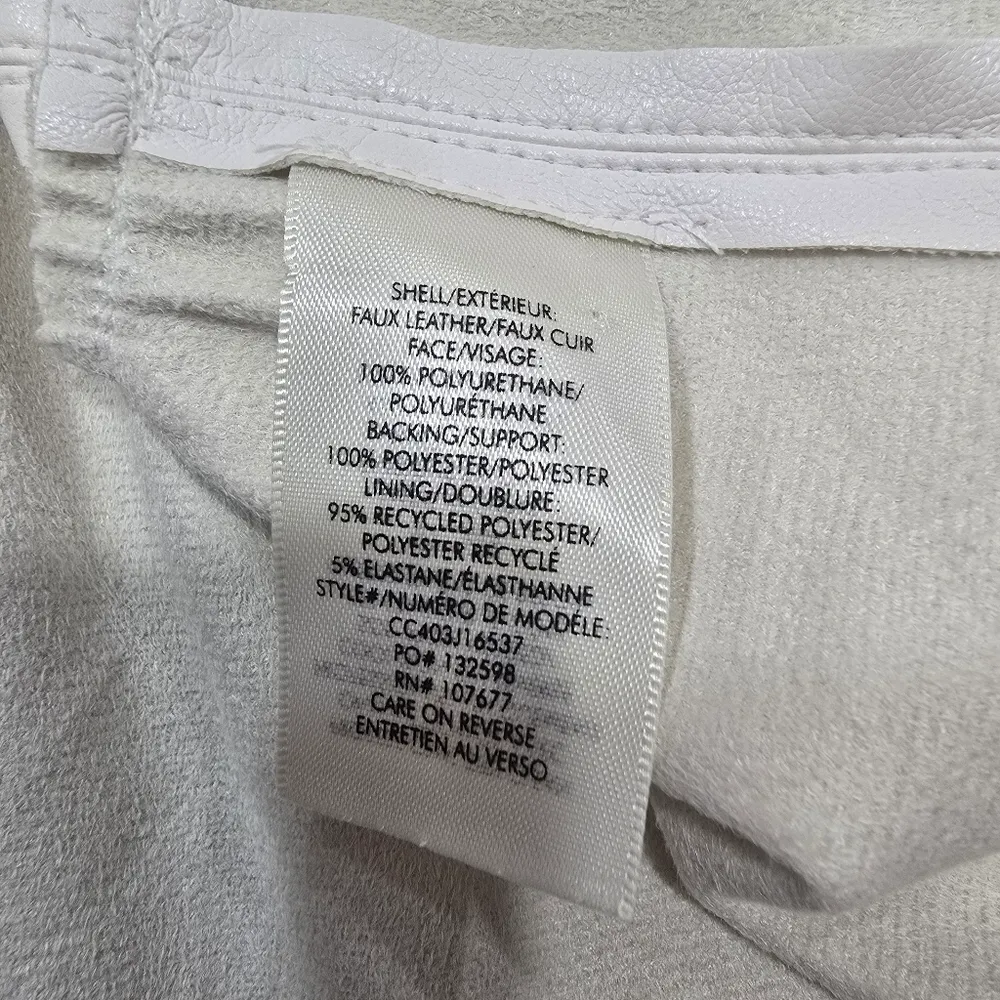 SHELL/EXTÉRIEUR:
FAUX LEATHER/FAUX CUIR
FACE/VISAGE:
100% POLYURETHANE/
POLYURÉTHANE
BACKING/SUPPORT:
100% POLYESTER/POLYESTER
LINING/DOUBLURE:
95% RECYCLED POLYESTER/
POLYESTER RECYCLÉ
5% ELASTANE/ÉLASTHANNE
STYLE#/NUMÉRO DE MODÉLE:
CC403J16537
PO# 132598
RN# 107677
CARE ON REVERSE
ENTRETIEN AU VERSO